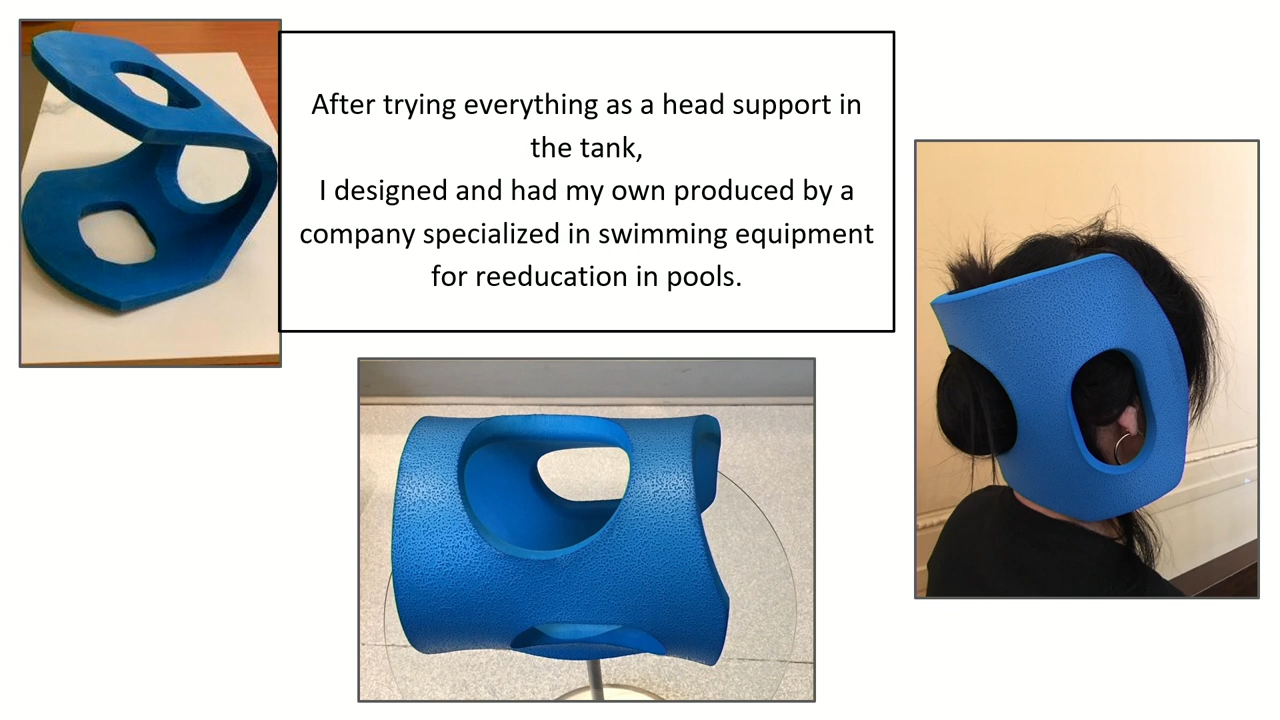 After trying everything as a head support in
the tank,
I designed and had my own produced by a
company specialized in swimming equipment
for reeducation in pools.